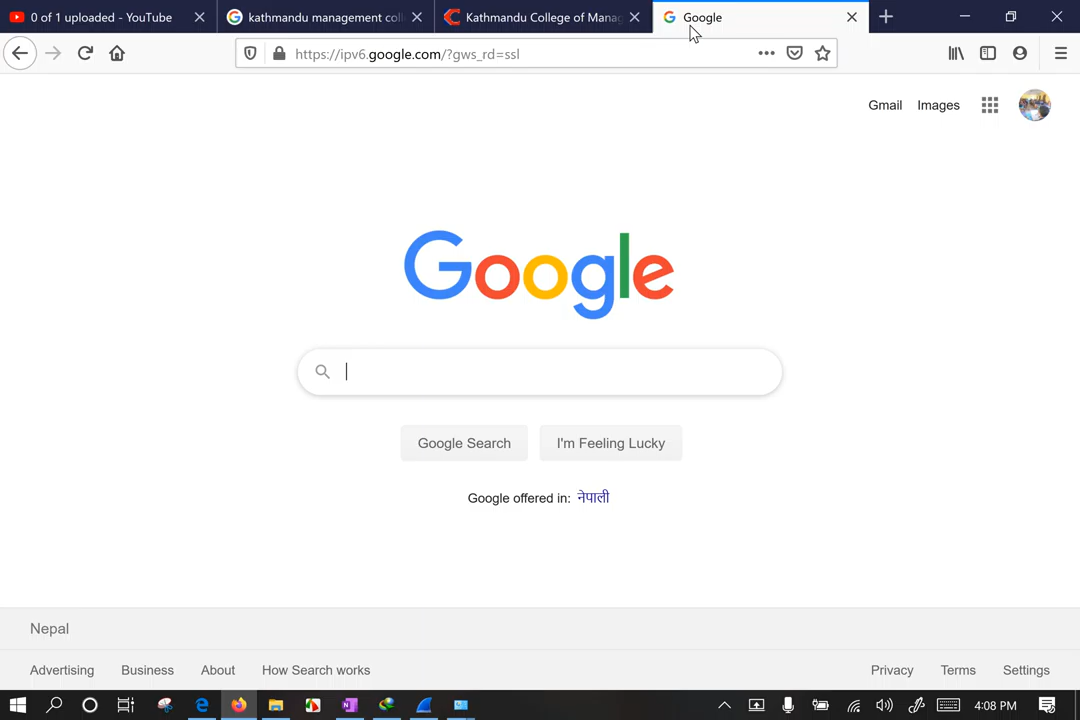 0 of 1 uploaded - YouTube
kathmandu management coll
Kathmandu College of Manag
Google
https://ipv6.google.com/?gws_rd=ssl
Gmail Images
Google
Google Search I'm Feeling Lucky
Google offered in: नेपाली
Nepal
Advertising Business About How Search works Privacy Terms Settings
4:08 PM